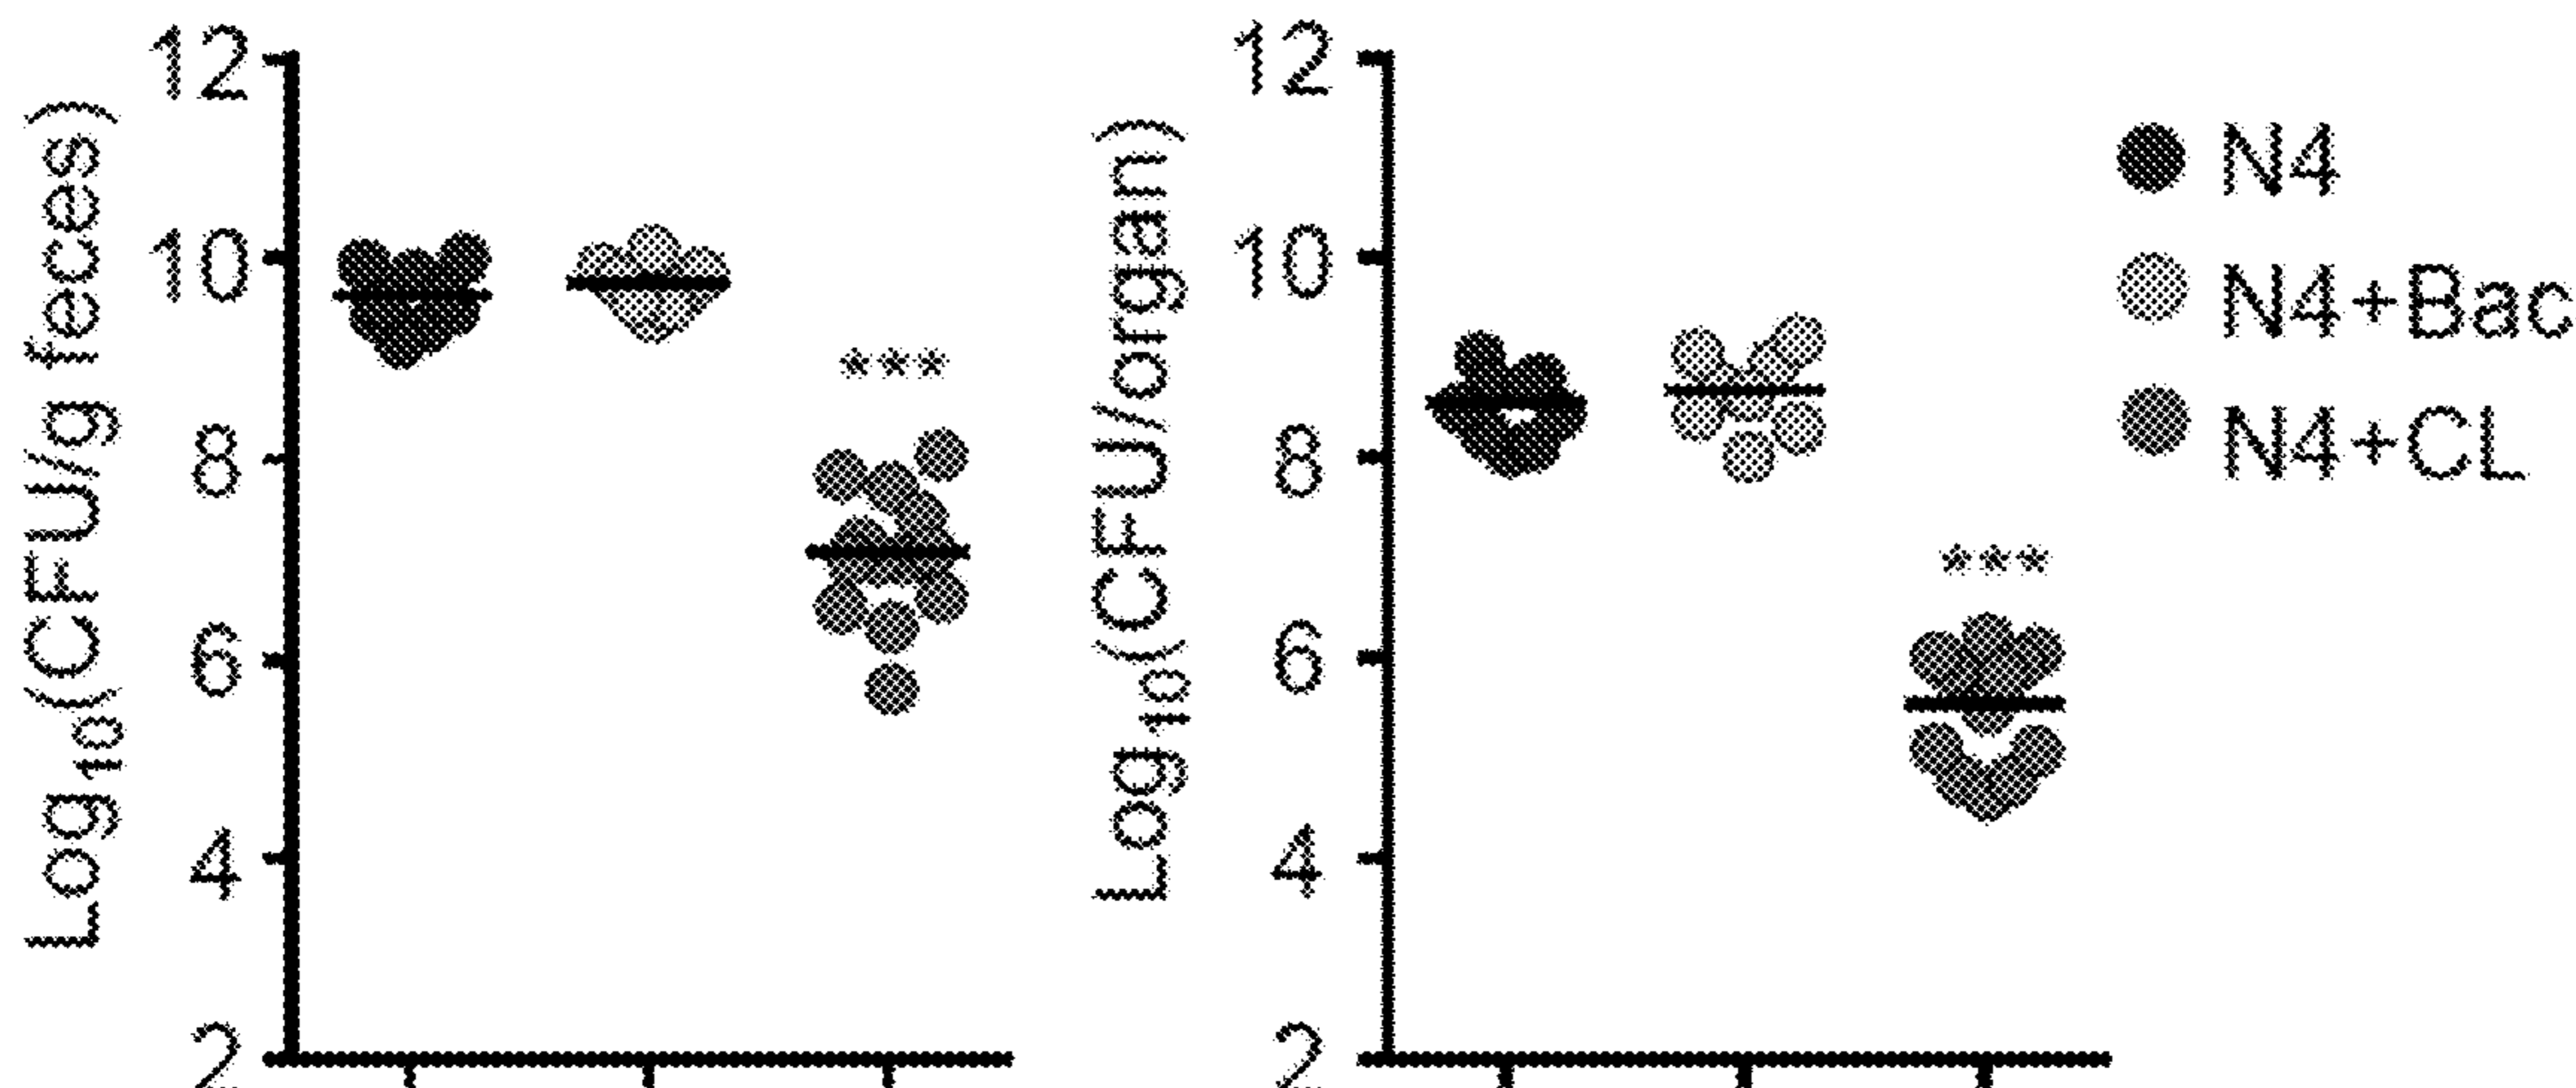 Log10(CFU/g feces)
12
10
8
6
4
2
***
Log10(CFU/organ)
12
10
8
6
4
2
***
N4
N4+Bac
N4+CL